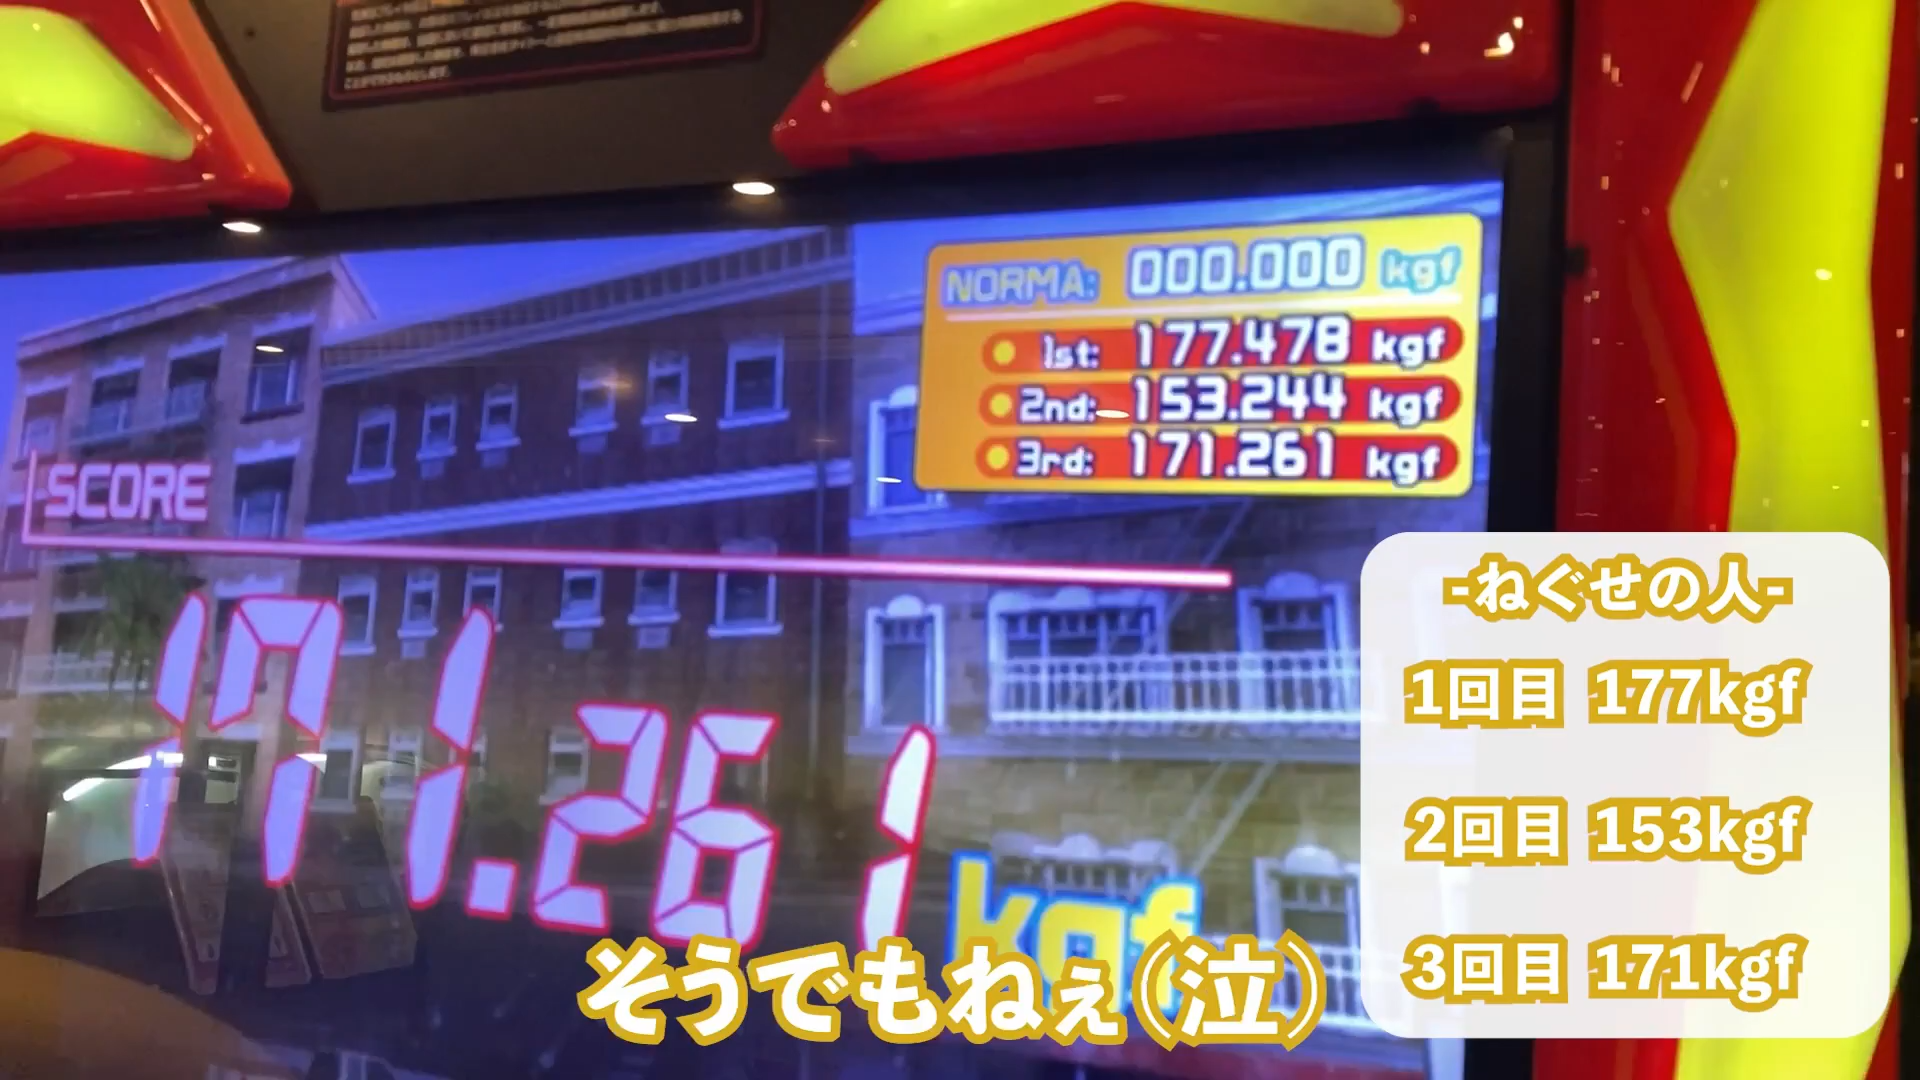 NORMA: 000.000 kgf
1st: 177.478 kgf
2nd: 153.244 kgf
3rd: 171.261 kgf
SCORE
171.261 kgf
-ねぐせの人-
1回目 177kgf
2回目 153kgf
3回目 171kgf
そうでもねぇ(泣)